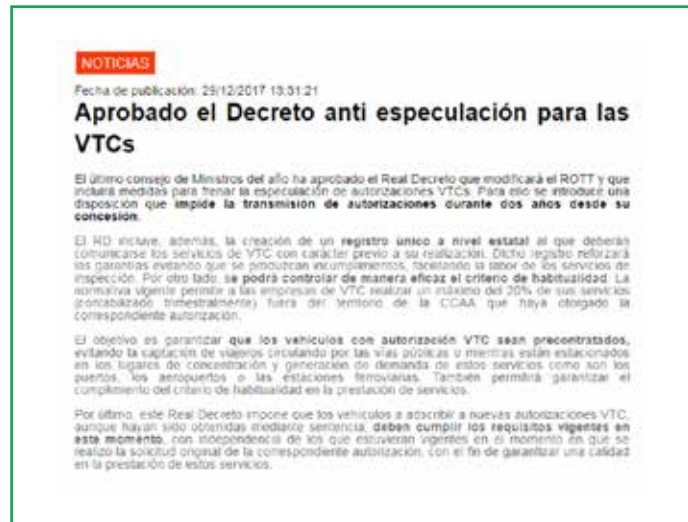 NOTICIAS
Fecha de publicación: 29/12/2017 13:31:21
Aprobado el Decreto anti especulación para las
VTCs
El último consejo de Ministros del año ha aprobado el Real Decreto que modificará el ROTT y que
incluirá medidas para frenar la especulación de autorizaciones VTCs. Para ello se introduce una
disposición que impide la transmisión de autorizaciones durante dos años desde su
concesión.
El RD incluye, además, la creación de un registro único a nivel estatal al que deberán
comunicarse los servicios de VTC con carácter previo a su realización. Dicho registro reforzará
las garantías evitando que se produzcan incumplimientos, facilitando la labor de los servicios de
inspección. Por otro lado, se podrá controlar de manera eficaz el criterio de habitualidad. La
normativa vigente permite a las empresas de VTC realizar un máximo del 20% de sus servicios
(contabilizado trimestralmente) fuera del territorio de la CCAA que haya otorgado la
correspondiente autorización.
El objetivo es garantizar que los vehículos con autorización VTC sean precontratados,
evitando la captación de viajeros circulando por las vías públicas o mientras están estacionados
en los lugares de concentración y generación de demanda de estos servicios como son los
puertos, los aeropuertos o las estaciones ferroviarias. También permitirá garantizar el
cumplimiento del criterio de habitualidad en la prestación de servicios.
Por último, este Real Decreto impone que los vehículos a adscribir a nuevas autorizaciones VTC,
aunque hayan sido obtenidas mediante sentencia, deben cumplir los requisitos vigentes en
este momento, con independencia de los que estuvieran vigentes en el momento en que se
realizo la solicitud original de la correspondiente autorización, con el fin de garantizar una calidad
en la prestación de estos servicios.